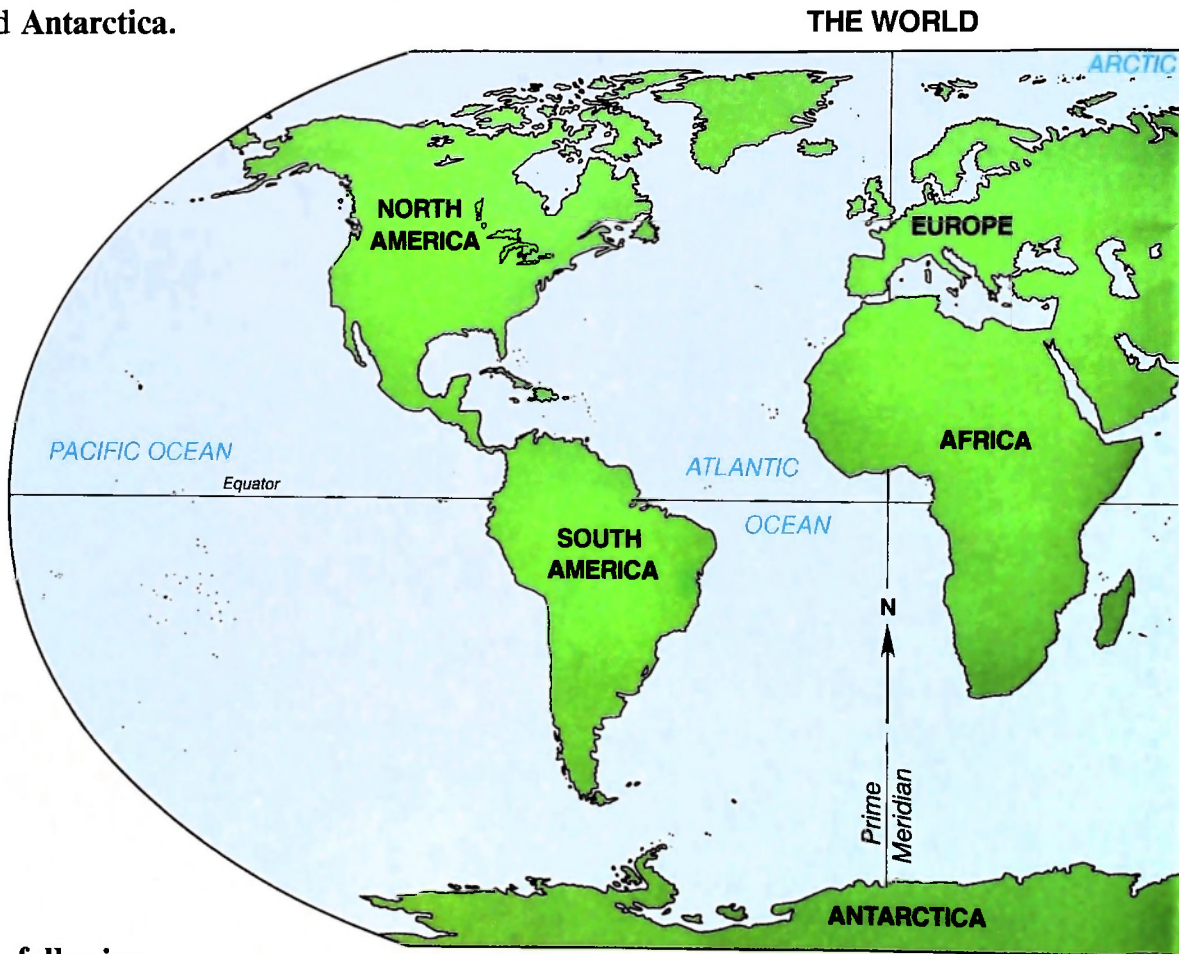 d Antarctica.
THE WORLD
ARCTIC
NORTH
AMERICA
EUROPE
PACIFIC OCEAN
Equator
ATLANTIC
OCEAN
AFRICA
SOUTH
AMERICA
N
Prime
Meridian
ANTARCTICA